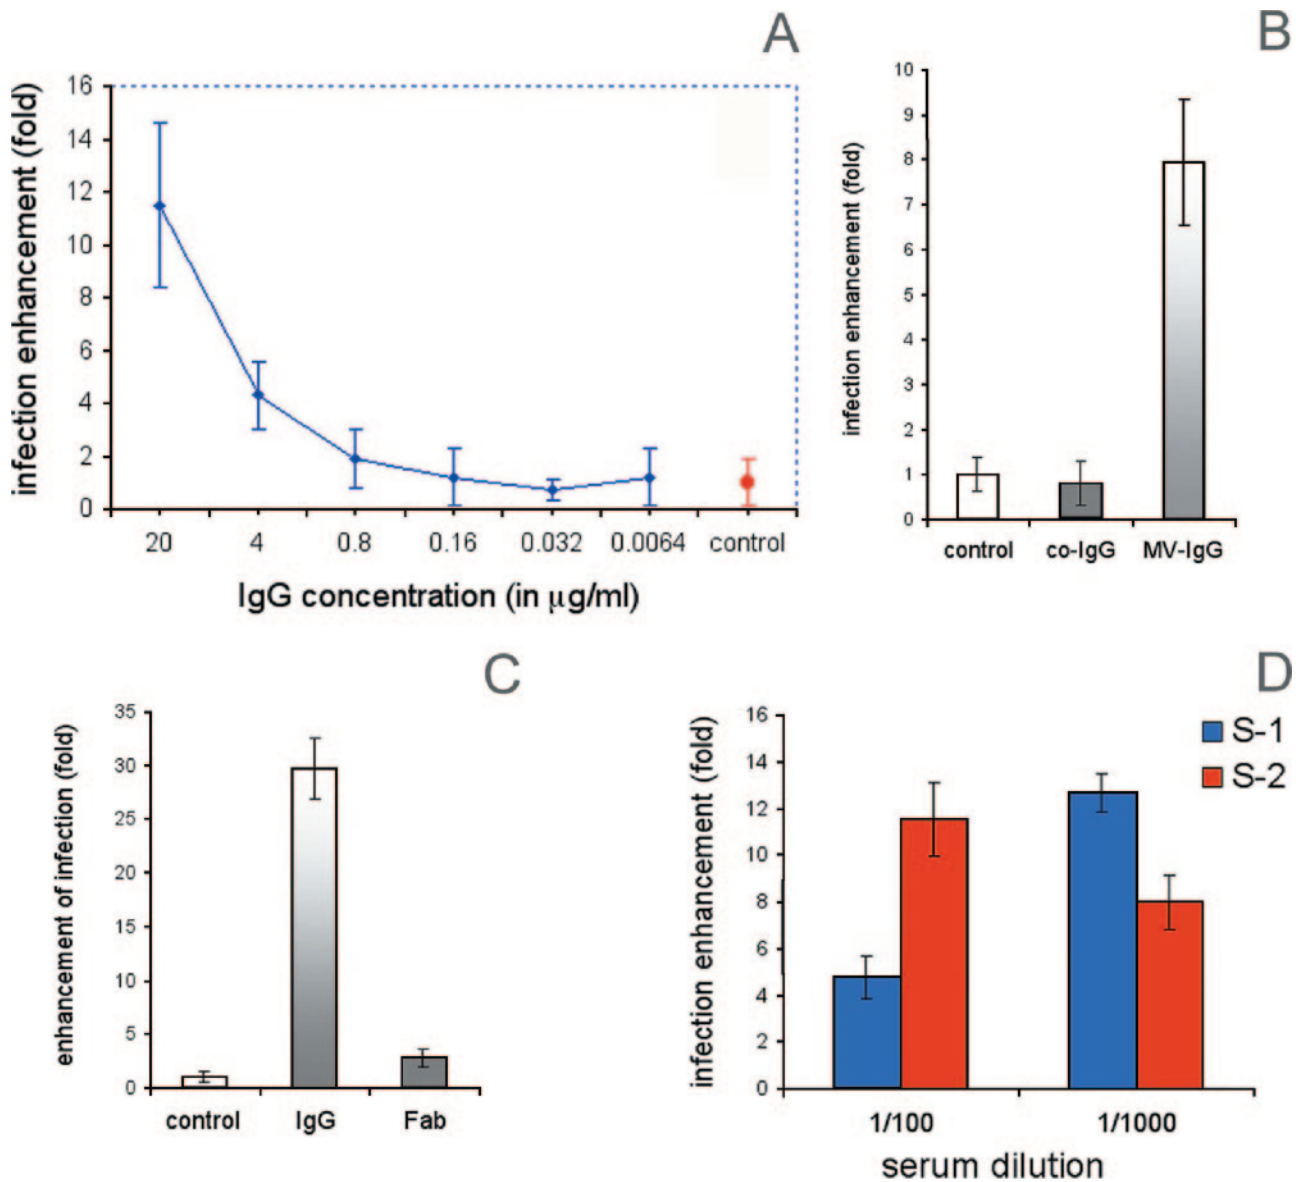 A
infection enhancement (fold)
16
14
12
10
8
6
4
2
0
20 4 0.8 0.16 0.032 0.0064 control
IgG concentration (in μg/ml)
B
infection enhancement (fold)
10
9
8
7
6
5
4
3
2
1
0
control co-IgG MV-IgG
C
enhancement of infection (fold)
35
30
25
20
15
10
5
0
control IgG Fab
D
infection enhancement (fold)
16
14
12
10
8
6
4
2
0
S-1
S-2
1/100 1/1000
serum dilution